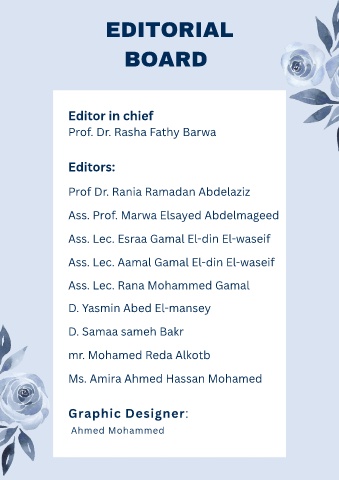 EDITORIAL
BOARD
Editor in chief
Prof. Dr. Rasha Fathy Barwa
Editors:
Prof Dr. Rania Ramadan Abdelaziz
Ass. Prof. Marwa Elsayed Abdelmageed
Ass. Lec. Esraa Gamal El-din El-waseif
Ass. Lec. Aamal Gamal El-din El-waseif
Ass. Lec. Rana Mohammed Gamal
D. Yasmin Abed El-mansey
D. Samaa sameh Bakr
mr. Mohamed Reda Alkotb
Ms. Amira Ahmed Hassan Mohamed
Graphic Designer:
Ahmed Mohammed